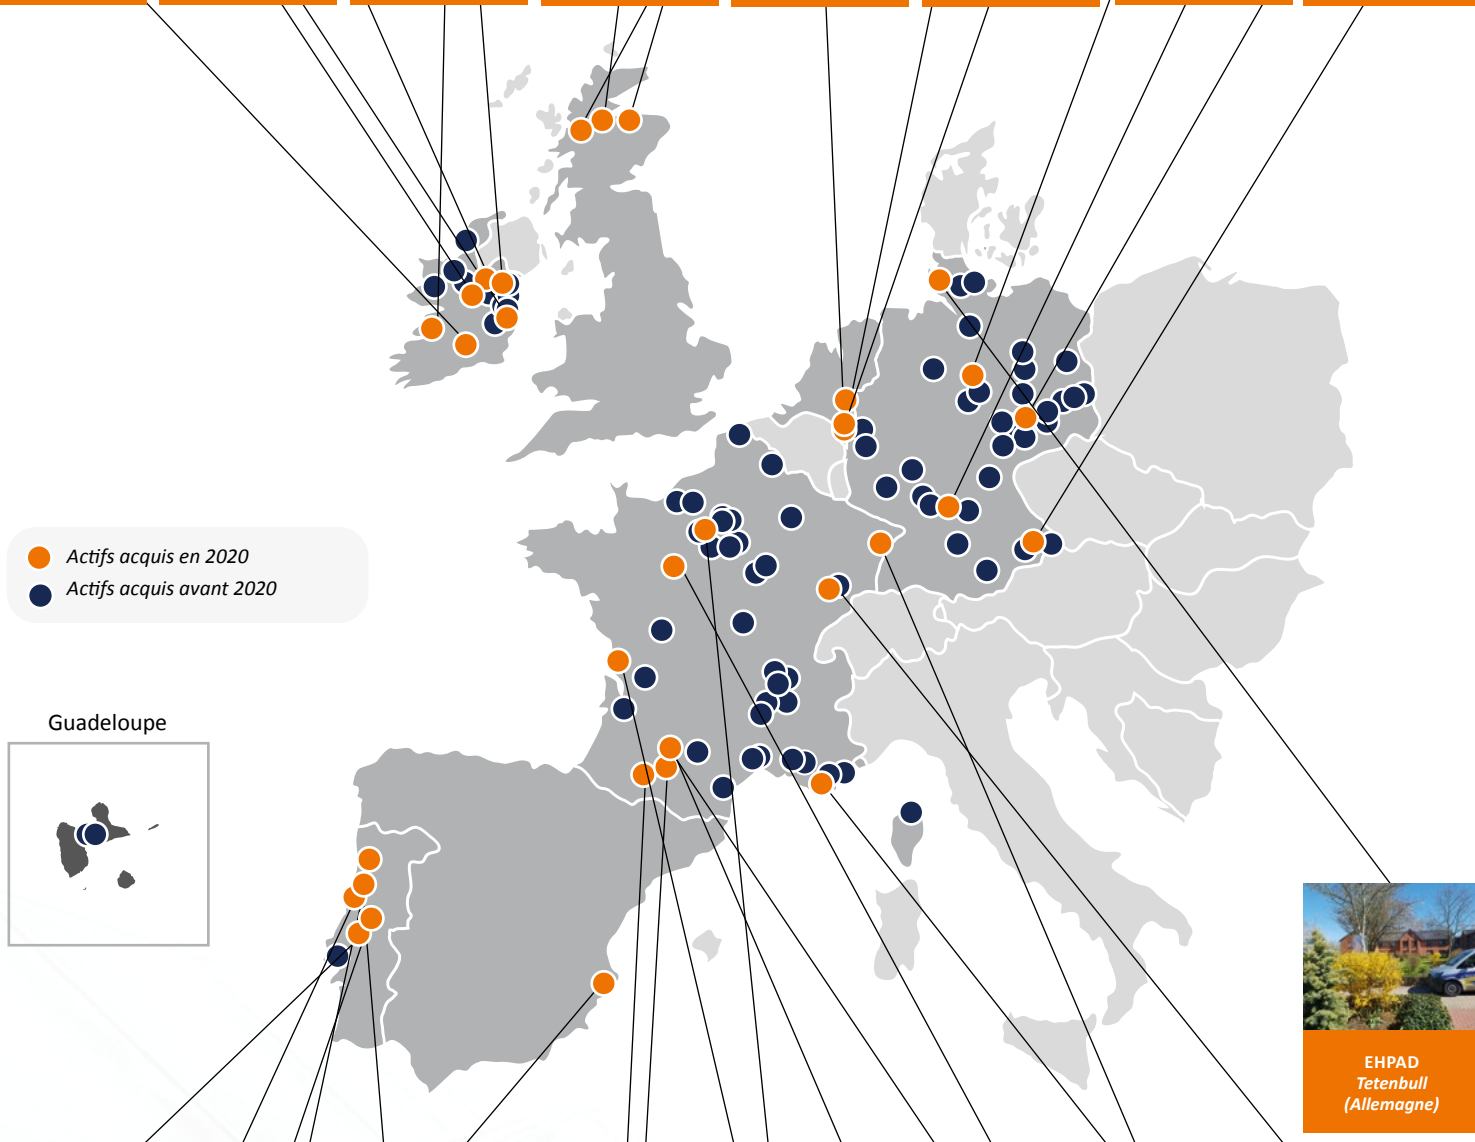 Actifs acquis en 2020
Actifs acquis avant 2020
Guadeloupe
EHPAD
Tetenbull
(Allemagne)